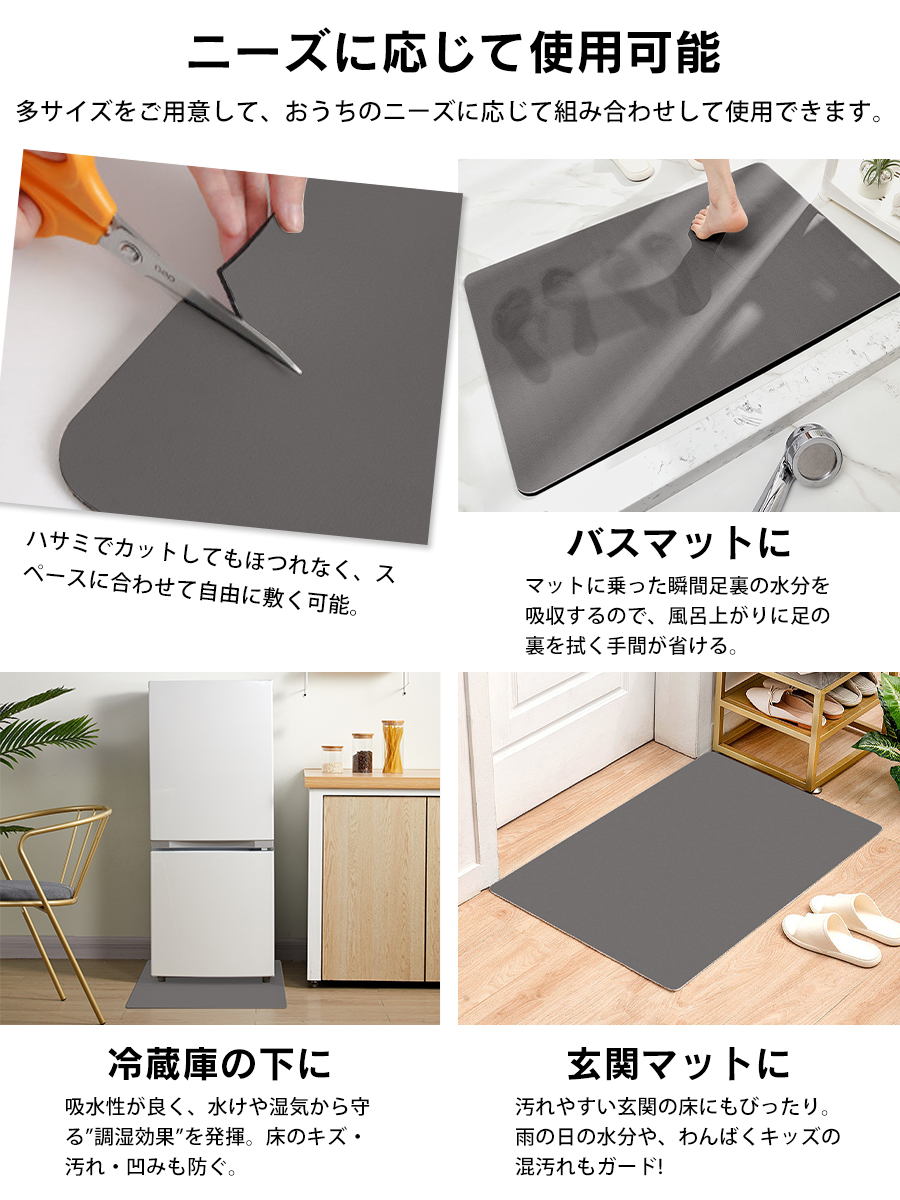 ニーズに応じて使用可能
多サイズをご用意して、おうちのニーズに応じて組み合わせして使用できます。
ハサミでカットしてもほつれなく、ス
ペースに合わせて自由に敷く可能。
バスマットに
マットに乗った瞬間足裏の水分を
吸収するので、風呂上がりに足の
裏を拭く手間が省ける。
冷蔵庫の下に
吸水性が良く、水けや湿気から守
る”調湿効果”を発揮。床のキズ・
汚れ・凹みも防ぐ。
玄関マットに
汚れやすい玄関の床にもぴったり。
雨の日の水分や、わんぱくキッズの
混汚れもガード!